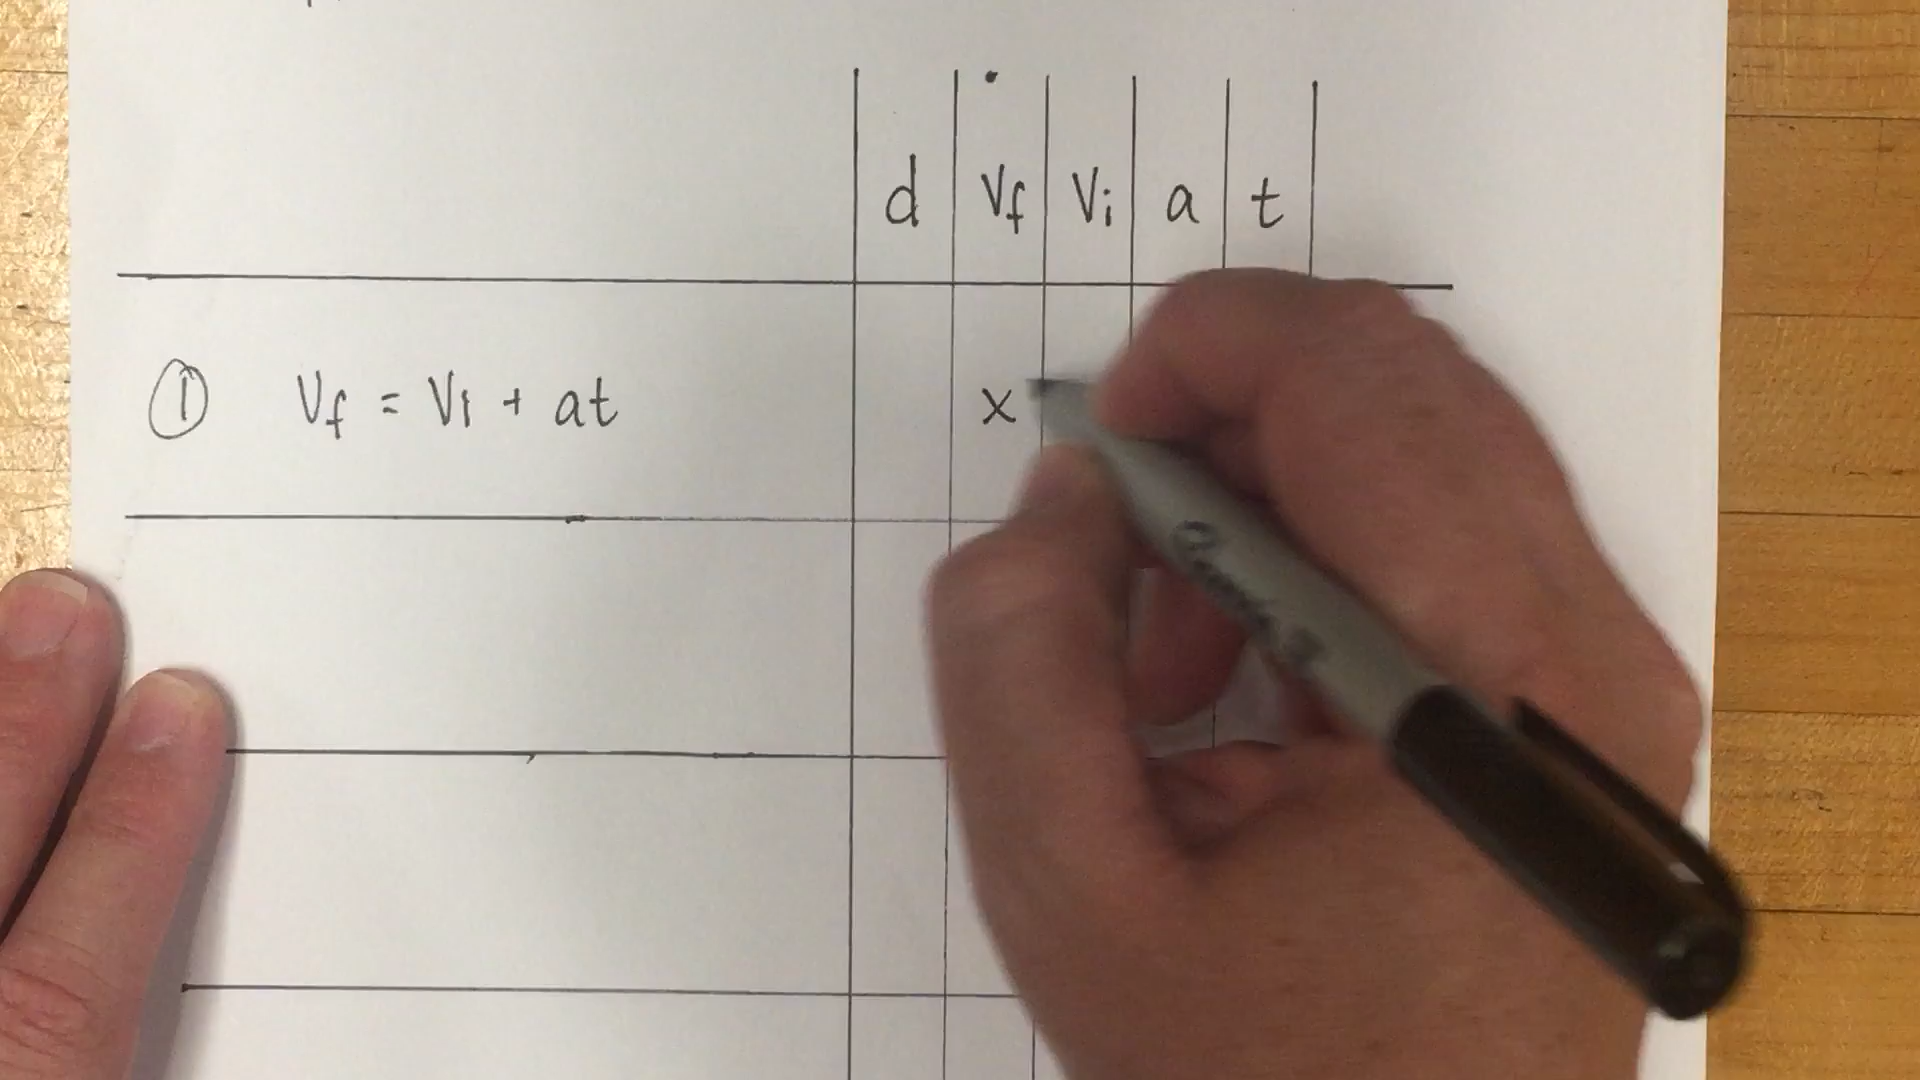 d Vf Vi a t
① Vf = Vi + at x